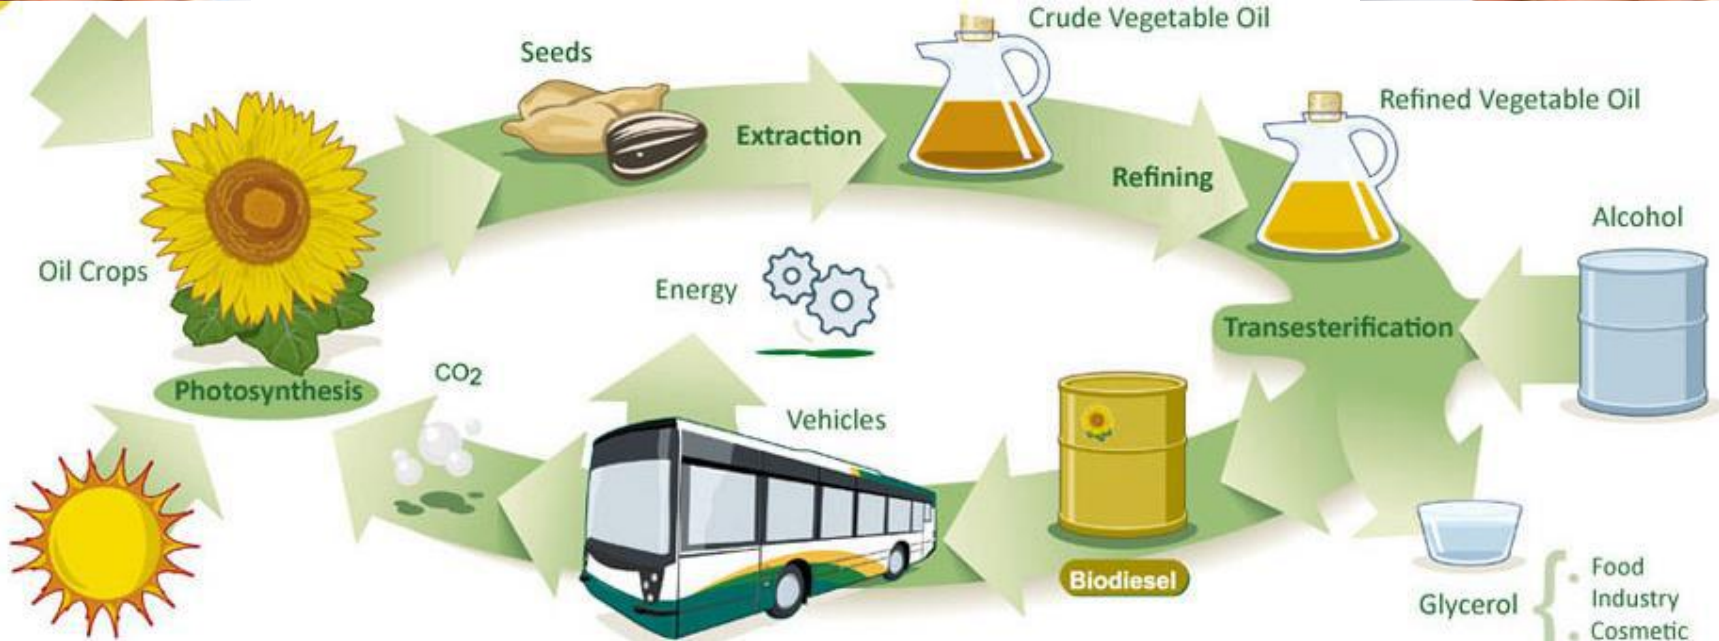 Crude Vegetable Oil
Seeds
Refined Vegetable Oil
Extraction
Refining
Alcohol
Oil Crops
Energy
Transesterification
Photosynthesis
CO2
Vehicles
Biodiesel
Glycerol
• Food
Industry
• Cosmetic